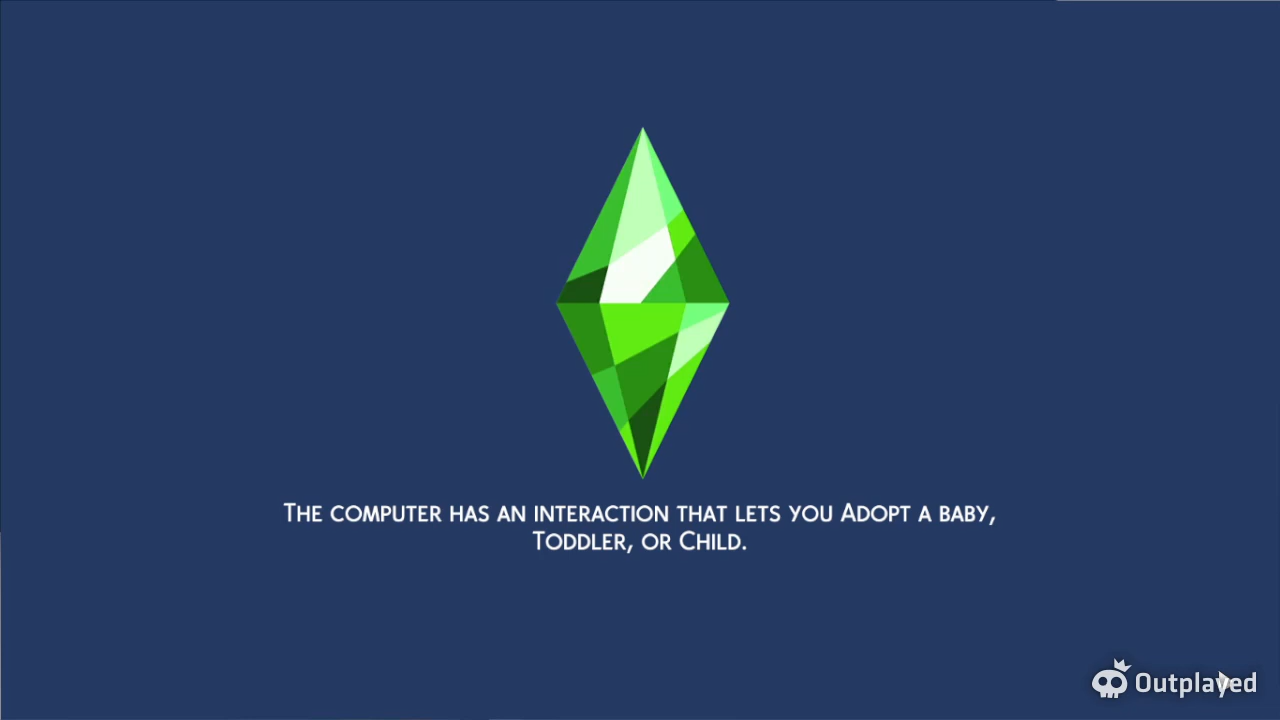 The computer has an interaction that lets you Adopt a baby,
Toddler, or Child.
Outplayed